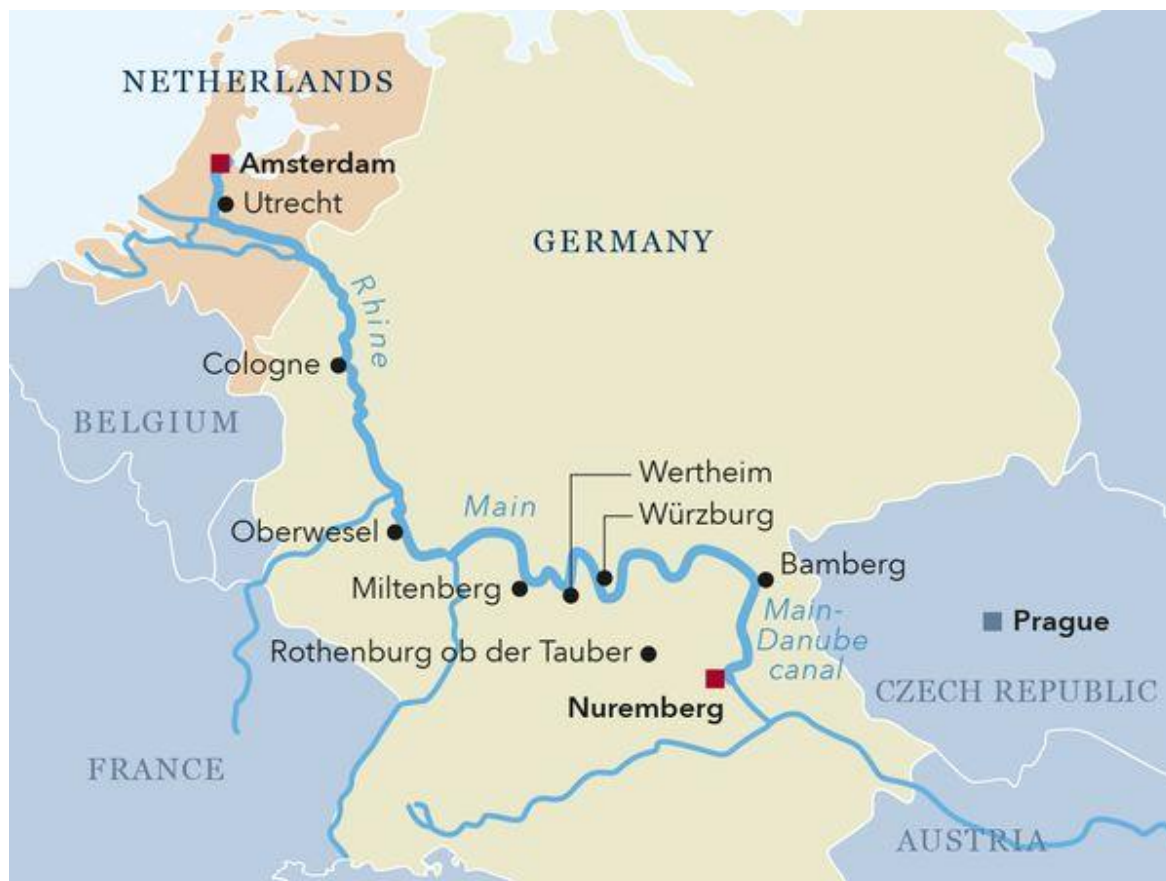 NETHERLANDS
Amsterdam
Utrecht
GERMANY
Rhine
Cologne
BELGIUM
Wertheim
Main
Würzburg
Oberwesel
Bamberg
Miltenberg
Main-
Danube
canal
Prague
Rothenburg ob der Tauber
CZECH REPUBLIC
Nuremberg
FRANCE
AUSTRIA